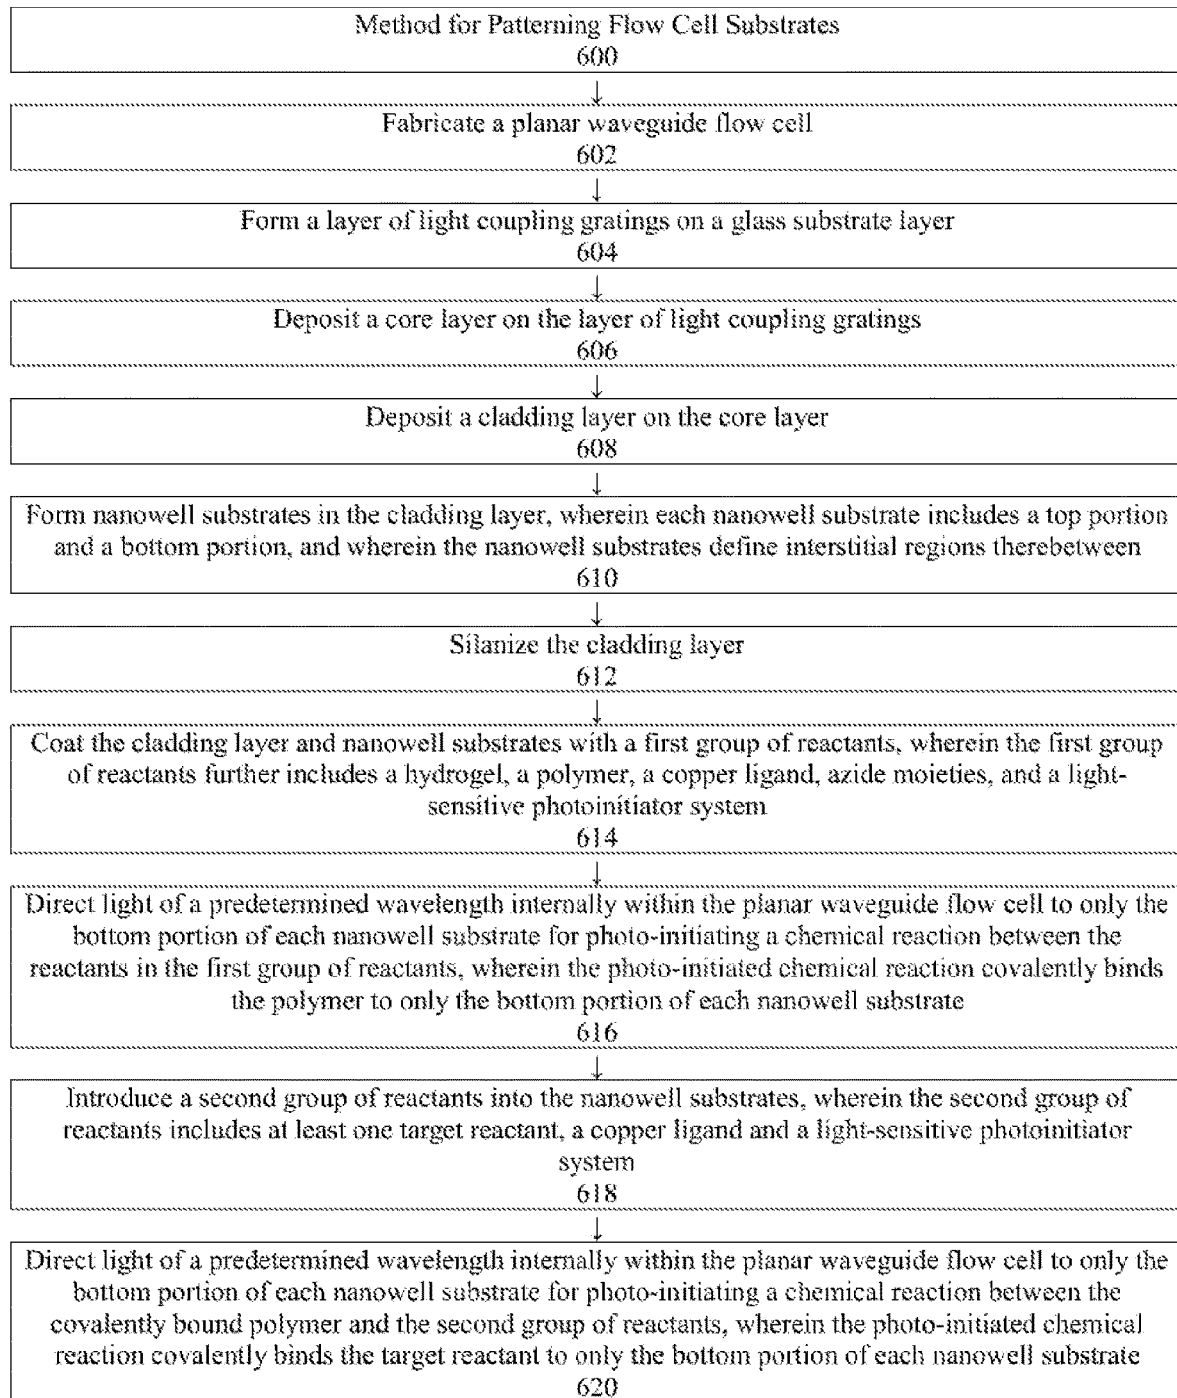 Method for Patterning Flow Cell Substrates
600
↓
Fabricate a planar waveguide flow cell
602
↓
Form a layer of light coupling gratings on a glass substrate layer
604
↓
Deposit a core layer on the layer of light coupling gratings
606
↓
Deposit a cladding layer on the core layer
608
↓
Form nanowell substrates in the cladding layer, wherein each nanowell substrate includes a top portion
and a bottom portion, and wherein the nanowell substrates define interstitial regions therebetween
610
↓
Silanize the cladding layer
612
↓
Coat the cladding layer and nanowell substrates with a first group of reactants, wherein the first group
of reactants further includes a hydrogel, a polymer, a copper ligand, azide moieties, and a light-
sensitive photoinitiator system
614
↓
Direct light of a predetermined wavelength internally within the planar waveguide flow cell to only the
bottom portion of each nanowell substrate for photo-initiating a chemical reaction between the
reactants in the first group of reactants, wherein the photo-initiated chemical reaction covalently binds
the polymer to only the bottom portion of each nanowell substrate
616
↓
Introduce a second group of reactants into the nanowell substrates, wherein the second group of
reactants includes at least one target reactant, a copper ligand and a light-sensitive photoinitiator
system
618
↓
Direct light of a predetermined wavelength internally within the planar waveguide flow cell to only the
bottom portion of each nanowell substrate for photo-initiating a chemical reaction between the
covalently bound polymer and the second group of reactants, wherein the photo-initiated chemical
reaction covalently binds the target reactant to only the bottom portion of each nanowell substrate
620